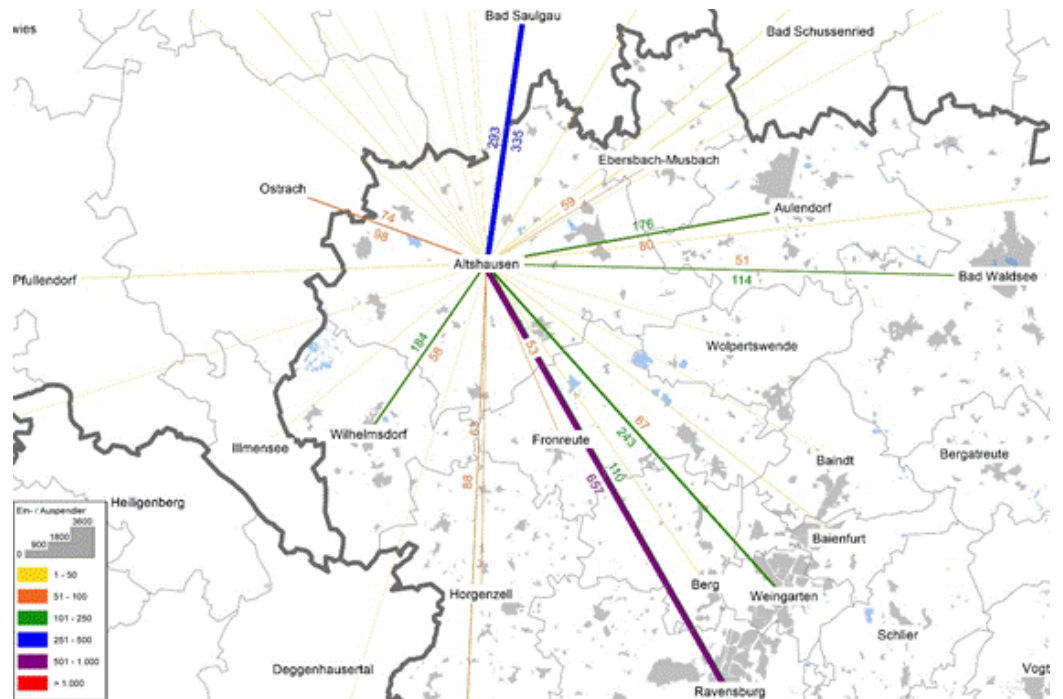 Bad Saulgau
wies
Bad Schussenried
293
335
Ebersbach-Musbach
Ostrach
59
74
98
Aulendorf
176
80
Altshausen
51
114
Pfullendorf
Bad Waldsee
184
58
53
Wolpertswende
67
243
63
Wilhelmsdorf
Fronreute
Illmensee
Baindt
Bergatreute
110
657
88
Heiligenberg
Ein- / Auspendler
3600
1800
900
0
1 - 50
51 - 100
101 - 250
251 - 500
501 - 1.000
> 1.000
Baienfurt
Berg
Weingarten
Horgenzell
Schlier
Deggenhausertal
Vogt
Ravensburg